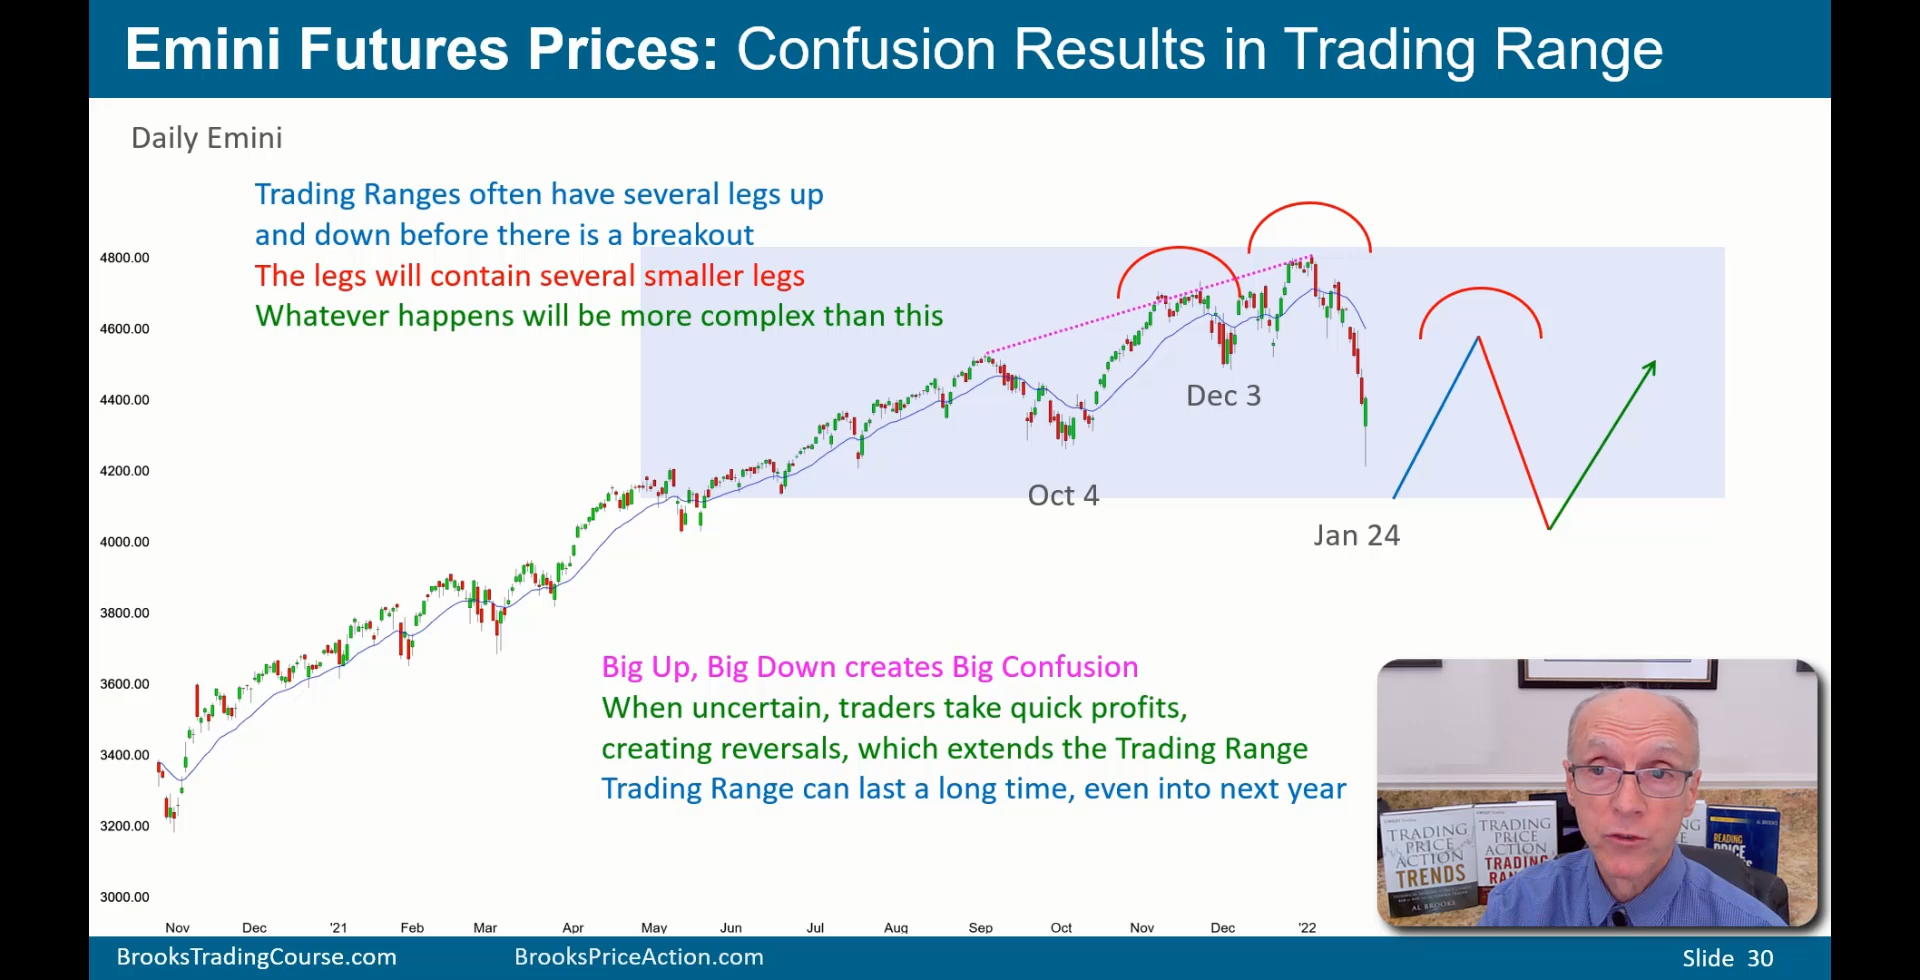 Emini Futures Prices: Confusion Results in Trading Range
Daily Emini
Trading Ranges often have several legs up
and down before there is a breakout
The legs will contain several smaller legs
Whatever happens will be more complex than this
4800.00
4600.00
4400.00
4200.00
4000.00
3800.00
3600.00
3400.00
3200.00
3000.00
Dec 3
Oct 4
Jan 24
Big Up, Big Down creates Big Confusion
When uncertain, traders take quick profits,
creating reversals, which extends the Trading Range
Trading Range can last a long time, even into next year
Nov Dec '21 Feb Mar Apr May Jun Jul Aug Sep Oct Nov Dec '22
TRADING
PRICE
ACTION
TRENDS
AL BROOKS
TRADING
PRICE
ACTION
TRADING
READING
PRICE
BrooksTradingCourse.com
BrooksPriceAction.com
Slide 30